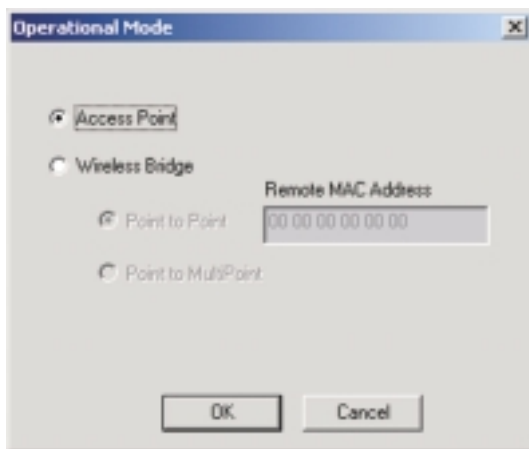 Operational Mode
Access Point
Wireless Bridge
Remote MAC Address
Point to Point
00 00 00 00 00 00
Point to MultiPoint
OK
Cancel